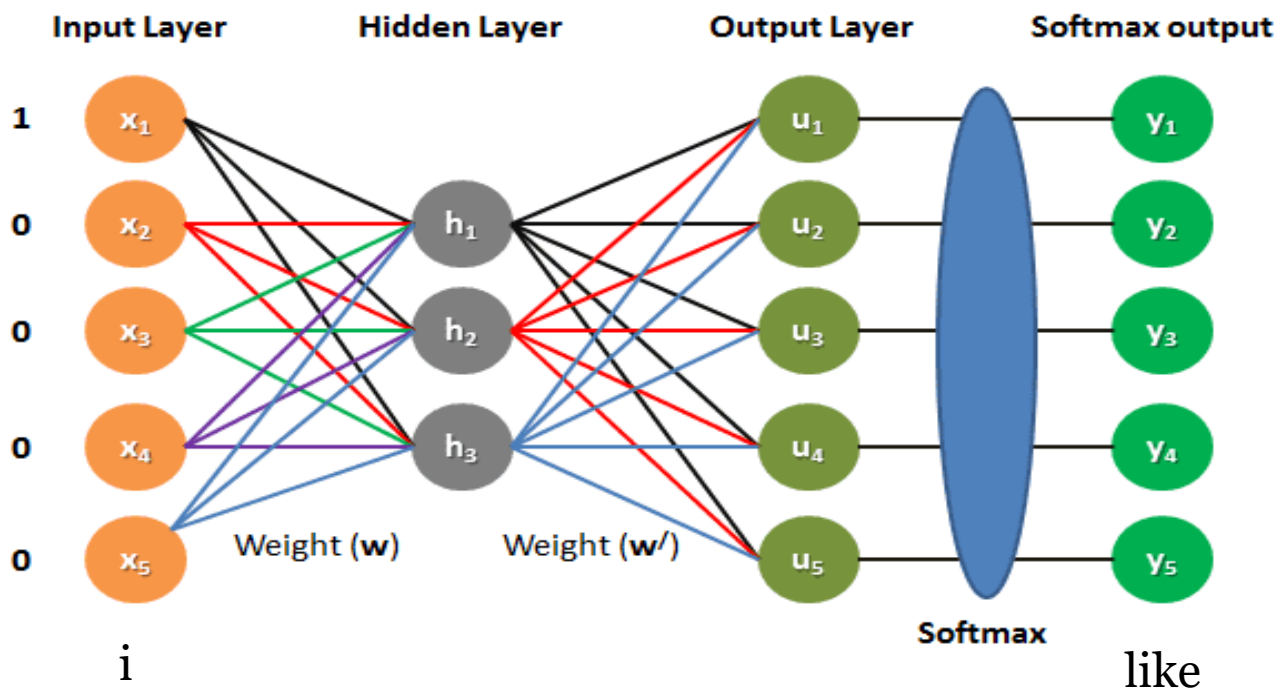 Input Layer Hidden Layer Output Layer Softmax output
1 x₁ u₁ y₁
0 x₂ h₁ u₂ y₂
0 x₃ h₂ u₃ y₃
0 x₄ h₃ u₄ y₄
0 x₅ Weight (w) Weight (w′) u₅ y₅
Softmax
i like